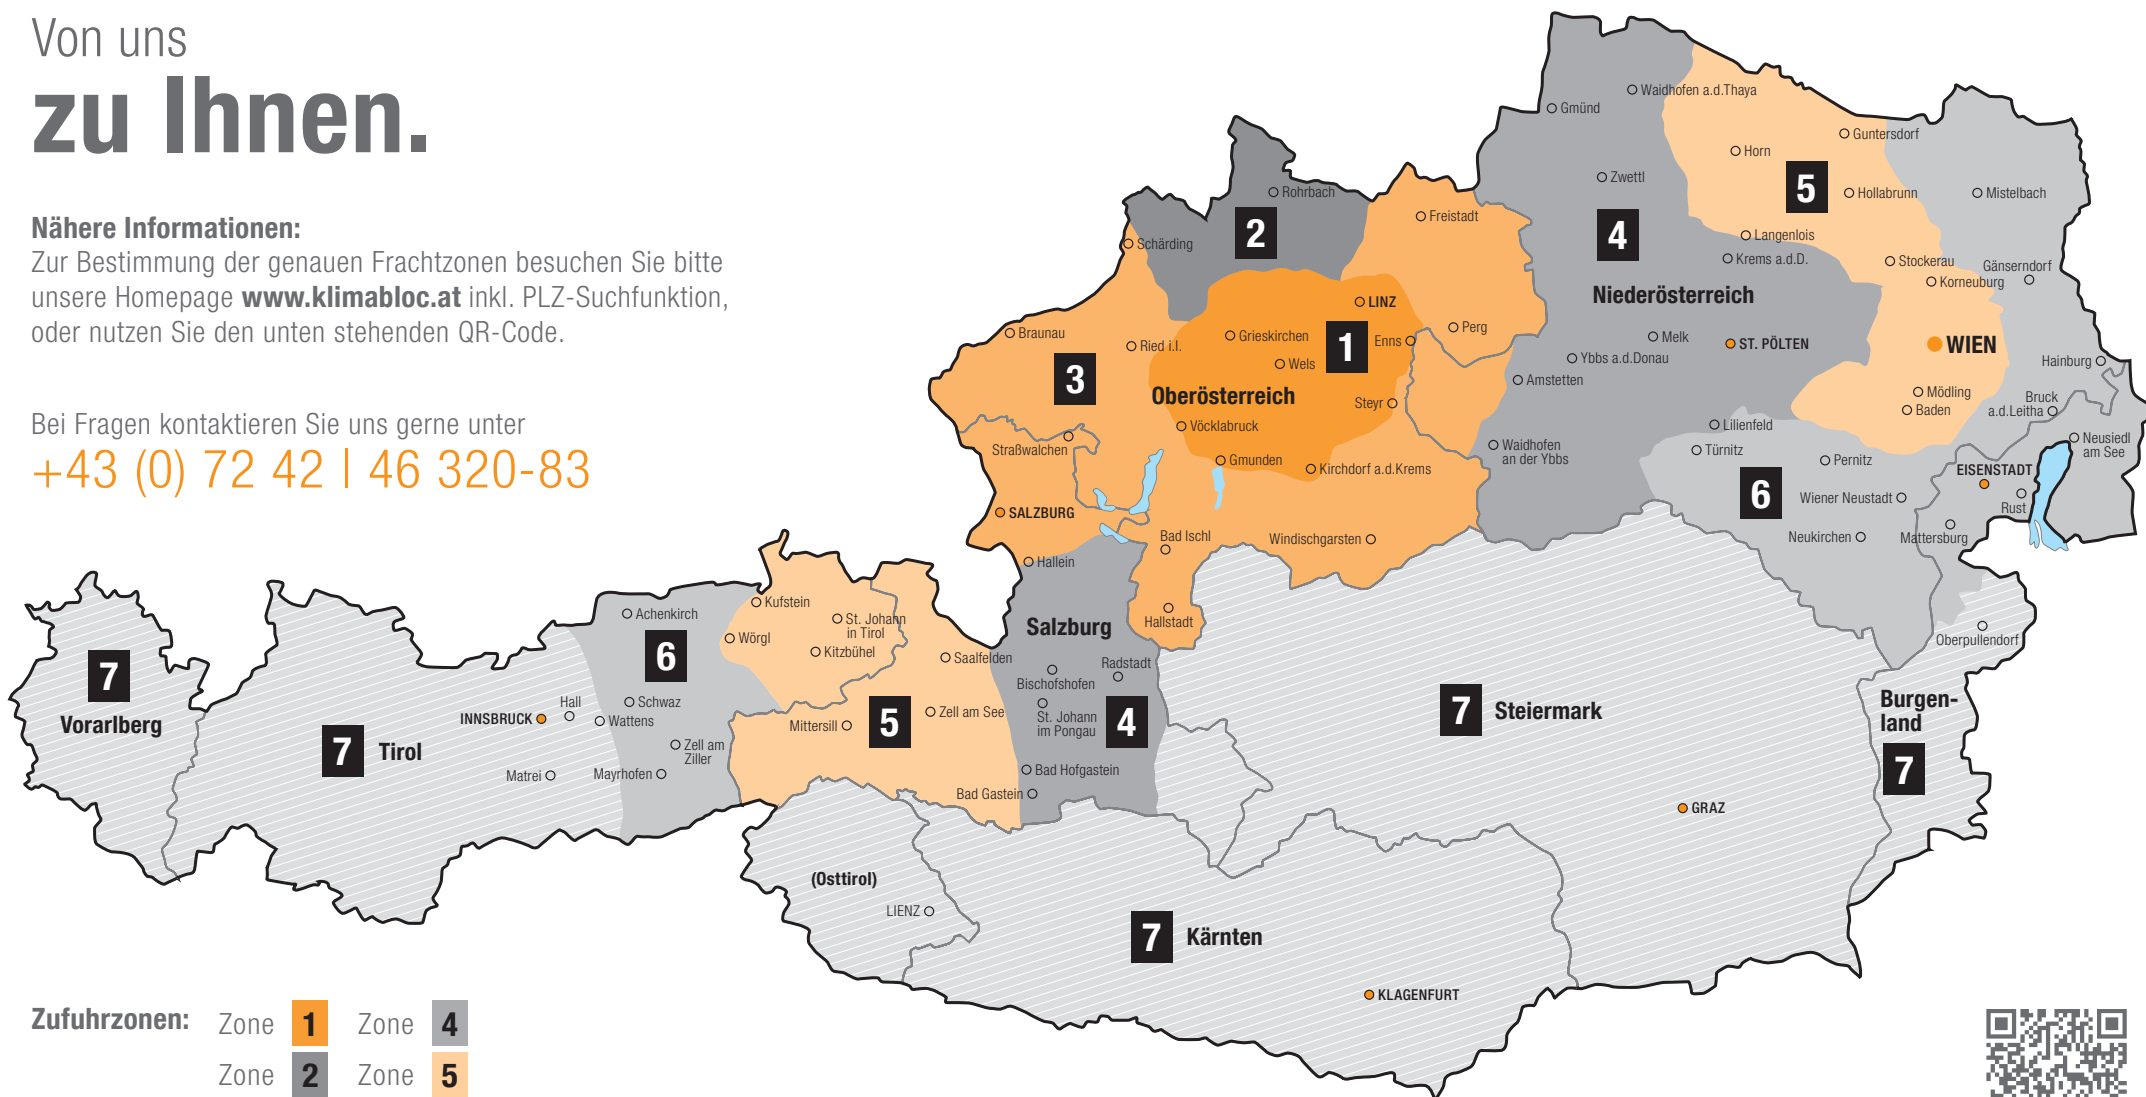 Von uns
zu Ihnen.
Nähere Informationen:
Zur Bestimmung der genauen Frachtzonen besuchen Sie bitte
unsere Homepage www.klimabloc.at inkl. PLZ-Suchfunktion,
oder nutzen Sie den unten stehenden QR-Code.
Bei Fragen kontaktieren Sie uns gerne unter
+43 (0) 72 42 | 46 320-83
Gmünd
Waidhofen a.d.Thaya
Guntersdorf
Horn
Zwettl
5
Hollabrunn
Mistelbach
Rohrbach
Freistadt
2
4
Schärding
Langenlois
Krems a.d.D.
Stockerau
Gänserndorf
Korneuburg
Niederösterreich
LINZ
Braunau
Ried i.I.
Grieskirchen
1
Enns
Perg
Melk
ST. PÖLTEN
WIEN
Wels
Ybbs a.d.Donau
Hainburg
3
Amstetten
Oberösterreich
Steyr
Mödling
Baden
Bruck
a.d.Leitha
Vöcklabruck
Lilienfeld
Straßwalchen
Waidhofen
an der Ybbs
Türnitz
Neusiedl
am See
Gmunden
Kirchdorf a.d.Krems
Pernitz
EISENSTADT
6
Wiener Neustadt
Rust
SALZBURG
Bad Ischl
Windischgarsten
Neukirchen
Mattersburg
Hallein
Kufstein
Achenkirch
St. Johann
in Tirol
Hallstadt
Salzburg
Wörgl
Kitzbühel
6
Saalfelden
Oberpullendorf
Radstadt
Bischofshofen
7
Vorarlberg
Schwaz
Hall
INNSBRUCK
Wattens
Mittersill
5
Zell am See
St. Johann
im Pongau
4
7
Steiermark
Burgen-
land
7
7
Tirol
Zell am
Ziller
Matrei
Mayrhofen
Bad Hofgastein
Bad Gastein
GRAZ
(Osttirol)
LIENZ
7
Kärnten
KLAGENFURT
Zufuhrzonen:
Zone 1 Zone 4
Zone 2 Zone 5